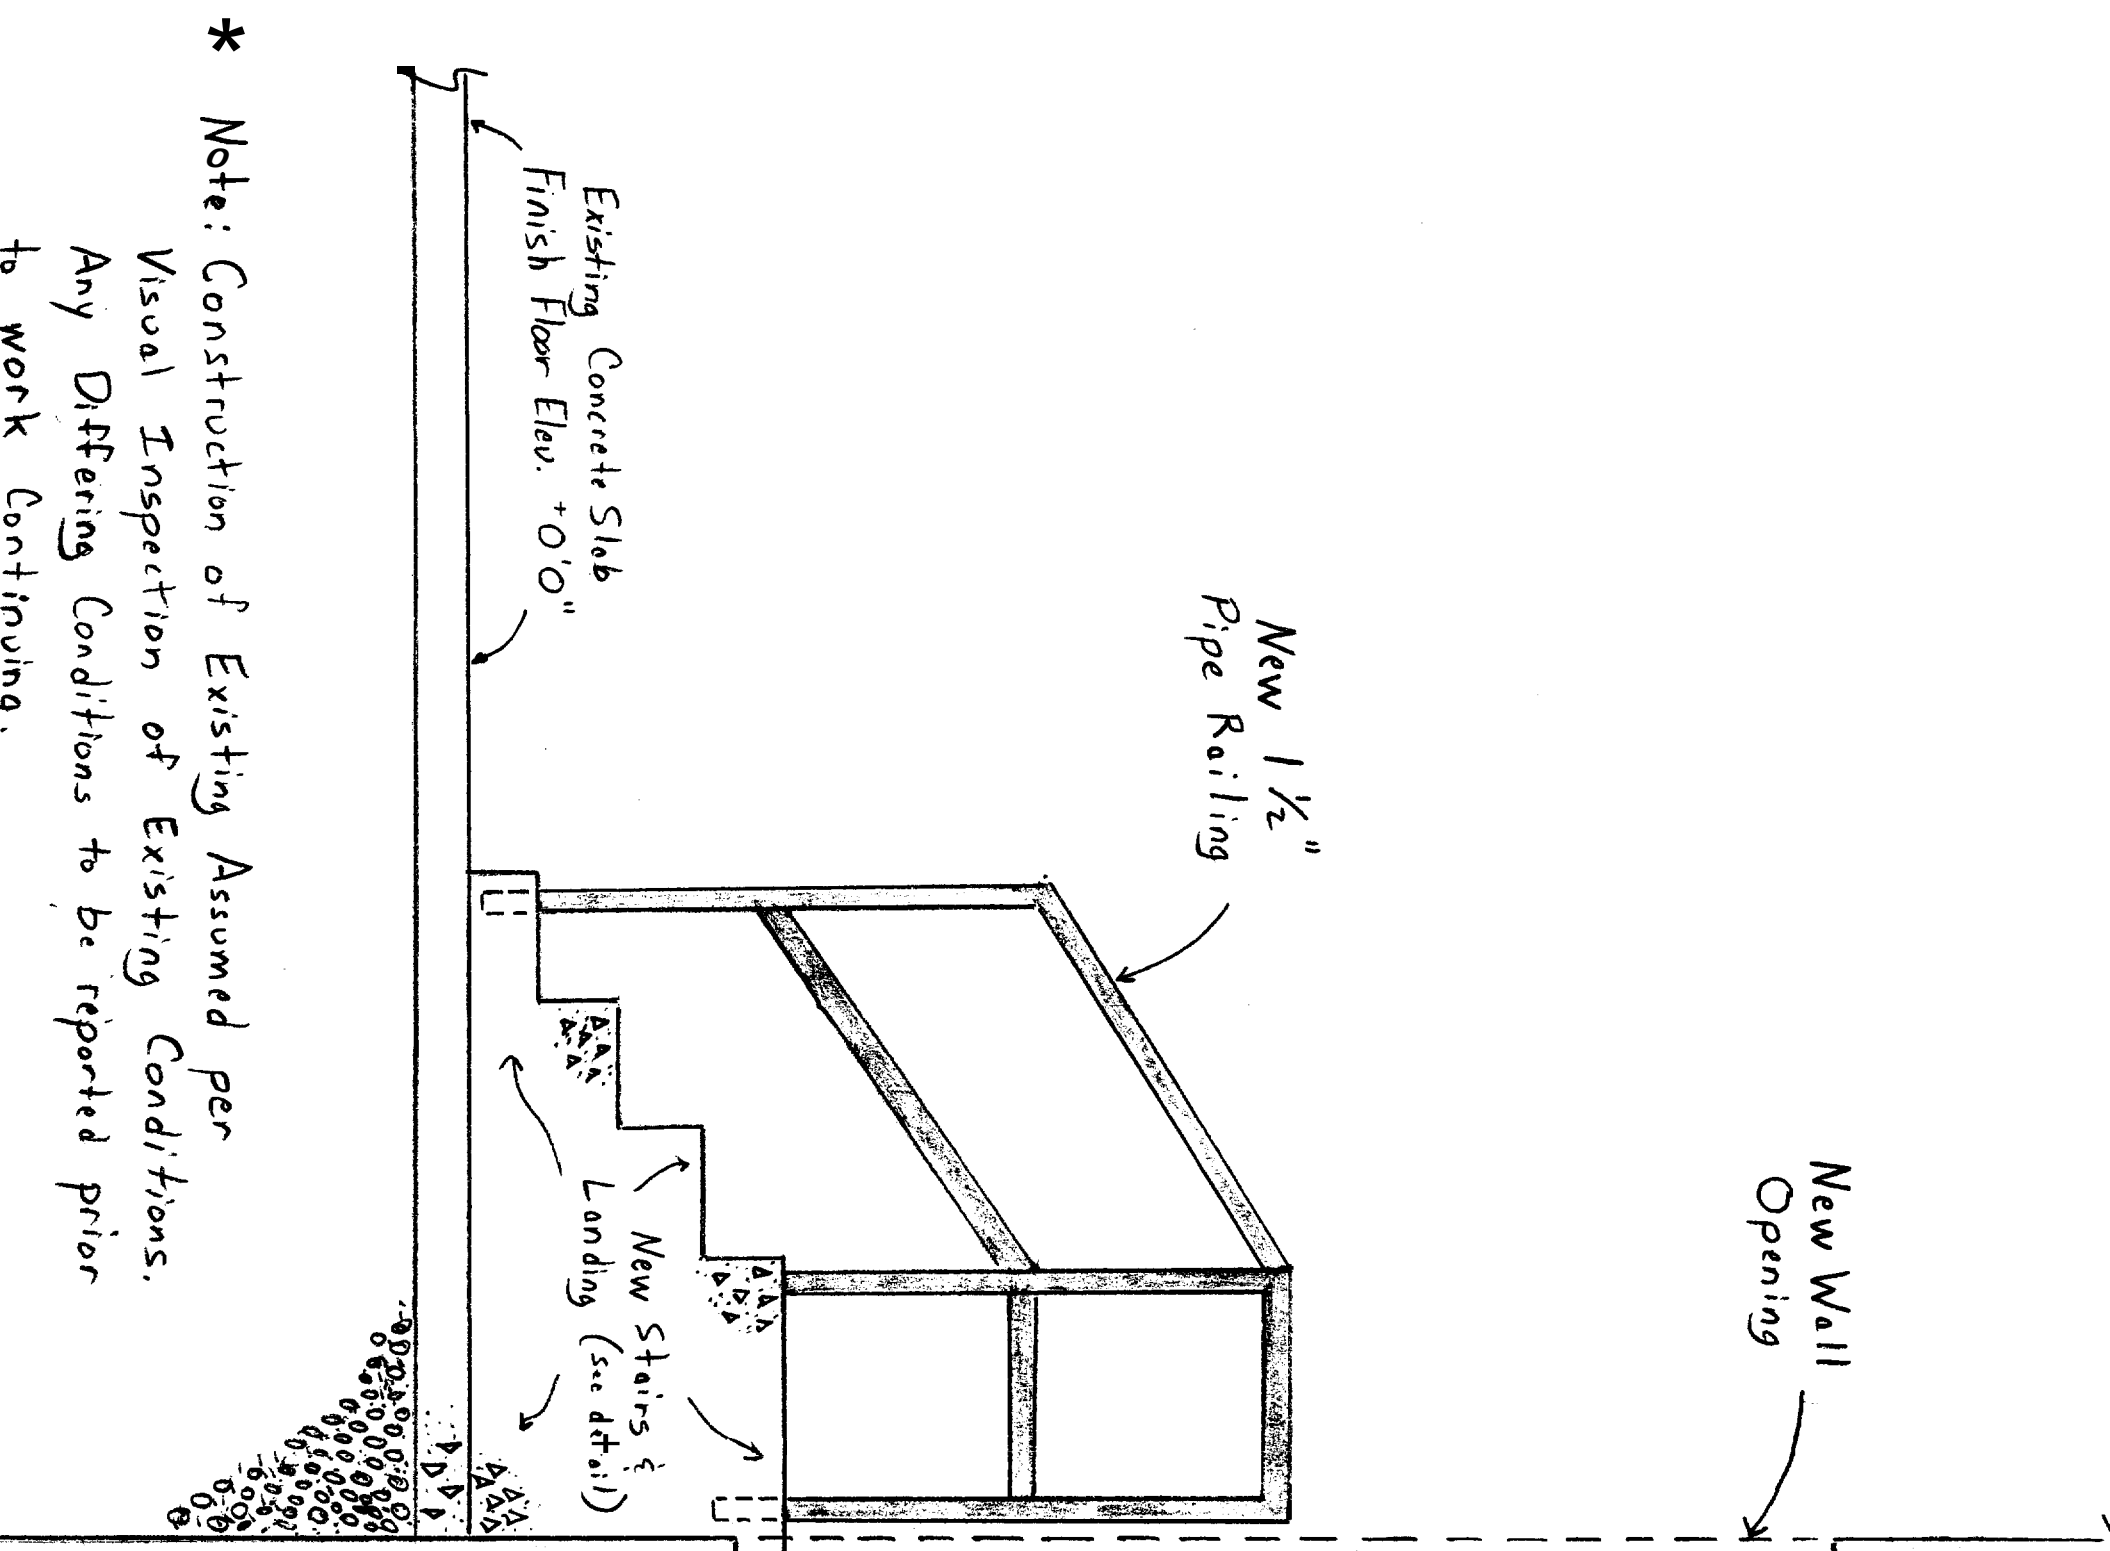 New Wall
Opening
New 1 ½"
Pipe Railing
Existing Concrete Slab
Finish Floor Elev. +0'0"
New Stairs &
Landing (see detail)
* Note: Construction of Existing Assumed per
Visual Inspection of Existing Conditions.
Any Differing Conditions to be reported prior
to work Continuing.